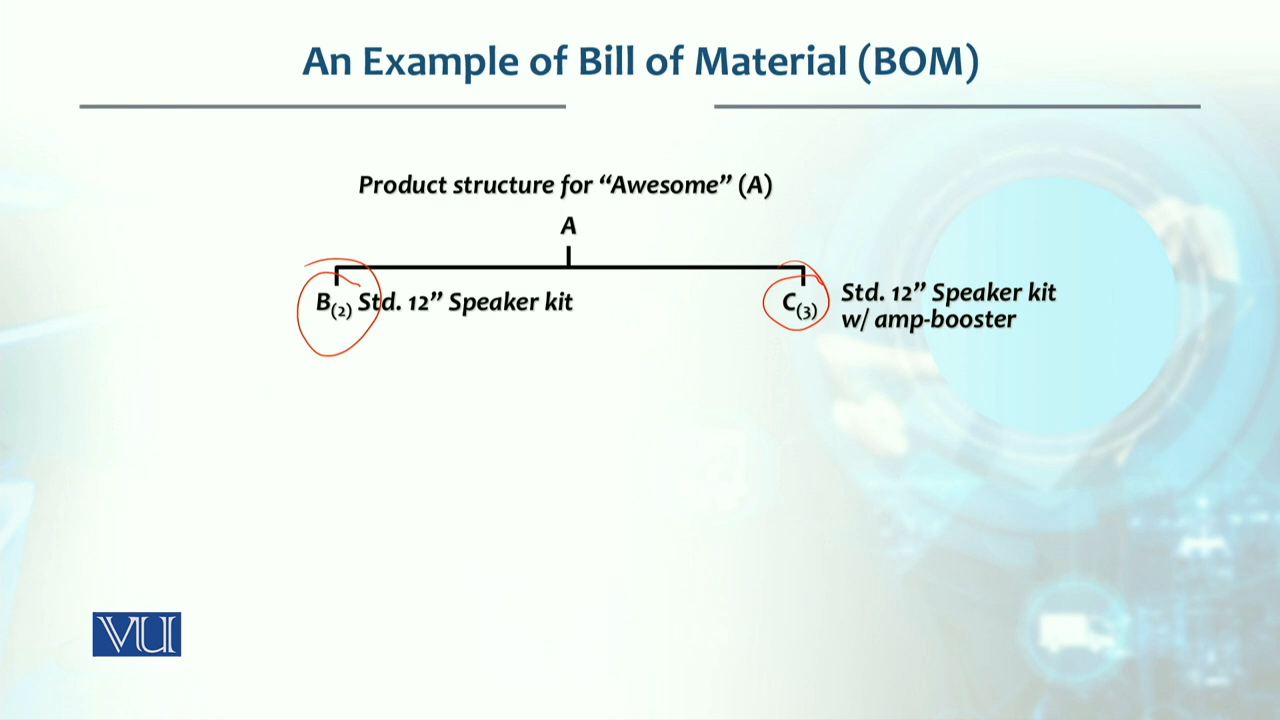 An Example of Bill of Material (BOM)
Product structure for “Awesome” (A)
A
B(2) Std. 12” Speaker kit
C(3) Std. 12” Speaker kit
w/ amp-booster
VU